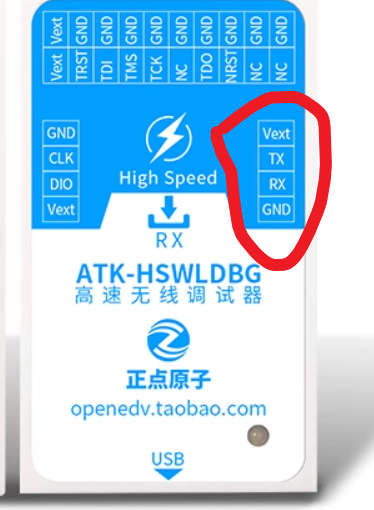 Vext GND GND GND GND GND GND GND GND GND
Vext TRST TDI TMS TCK NC TDO NRST NC NC
GND
CLK
DIO
Vext
High Speed
Vext
TX
RX
GND
RX
ATK-HSWLDBG
高速无线调试器
正点原子
openedv.taobao.com
USB